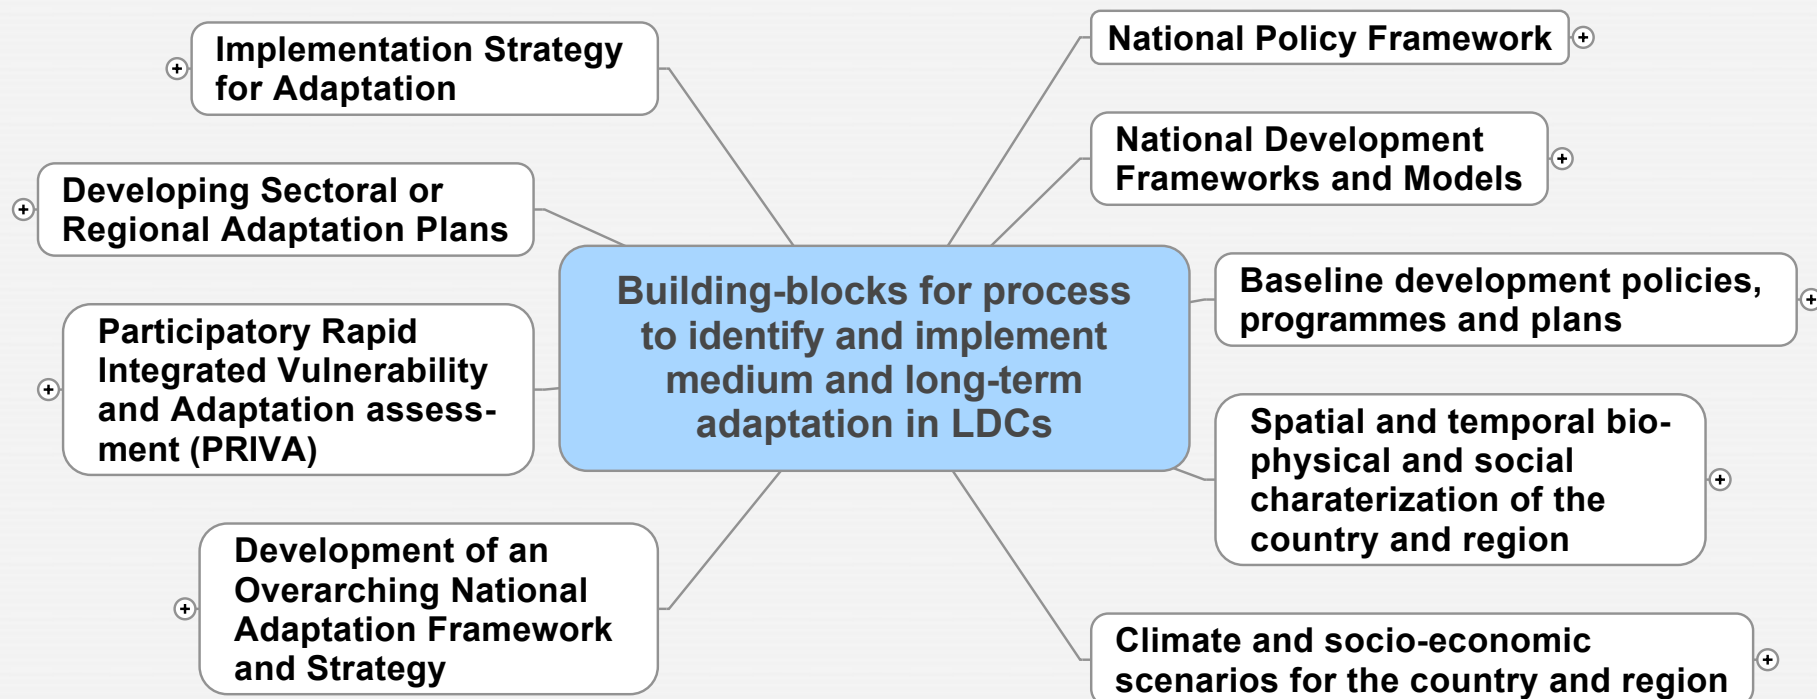 Implementation Strategy
for Adaptation
Developing Sectoral or
Regional Adaptation Plans
Participatory Rapid
Integrated Vulnerability
and Adaptation assess-
ment (PRIVA)
Development of an
Overarching National
Adaptation Framework
and Strategy
Building-blocks for process
to identify and implement
medium and long-term
adaptation in LDCs
National Policy Framework
National Development
Frameworks and Models
Baseline development policies,
programmes and plans
Spatial and temporal bio-
physical and social
charaterization of the
country and region
Climate and socio-economic
scenarios for the country and region